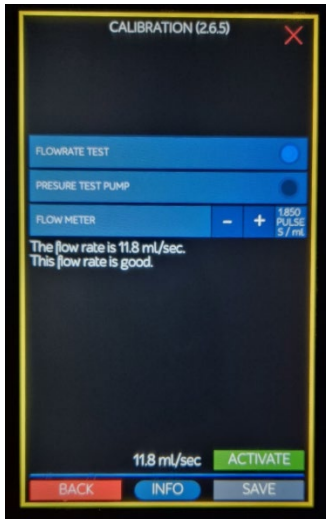 CALIBRATION (2.6.5)
FLOWRATE TEST
PRESURE TEST PUMP
FLOW METER - + 1.850
PULSE
S / ml
The flow rate is 11.8 ml/sec.
This flow rate is good.
11.8 ml/sec ACTIVATE
BACK INFO SAVE